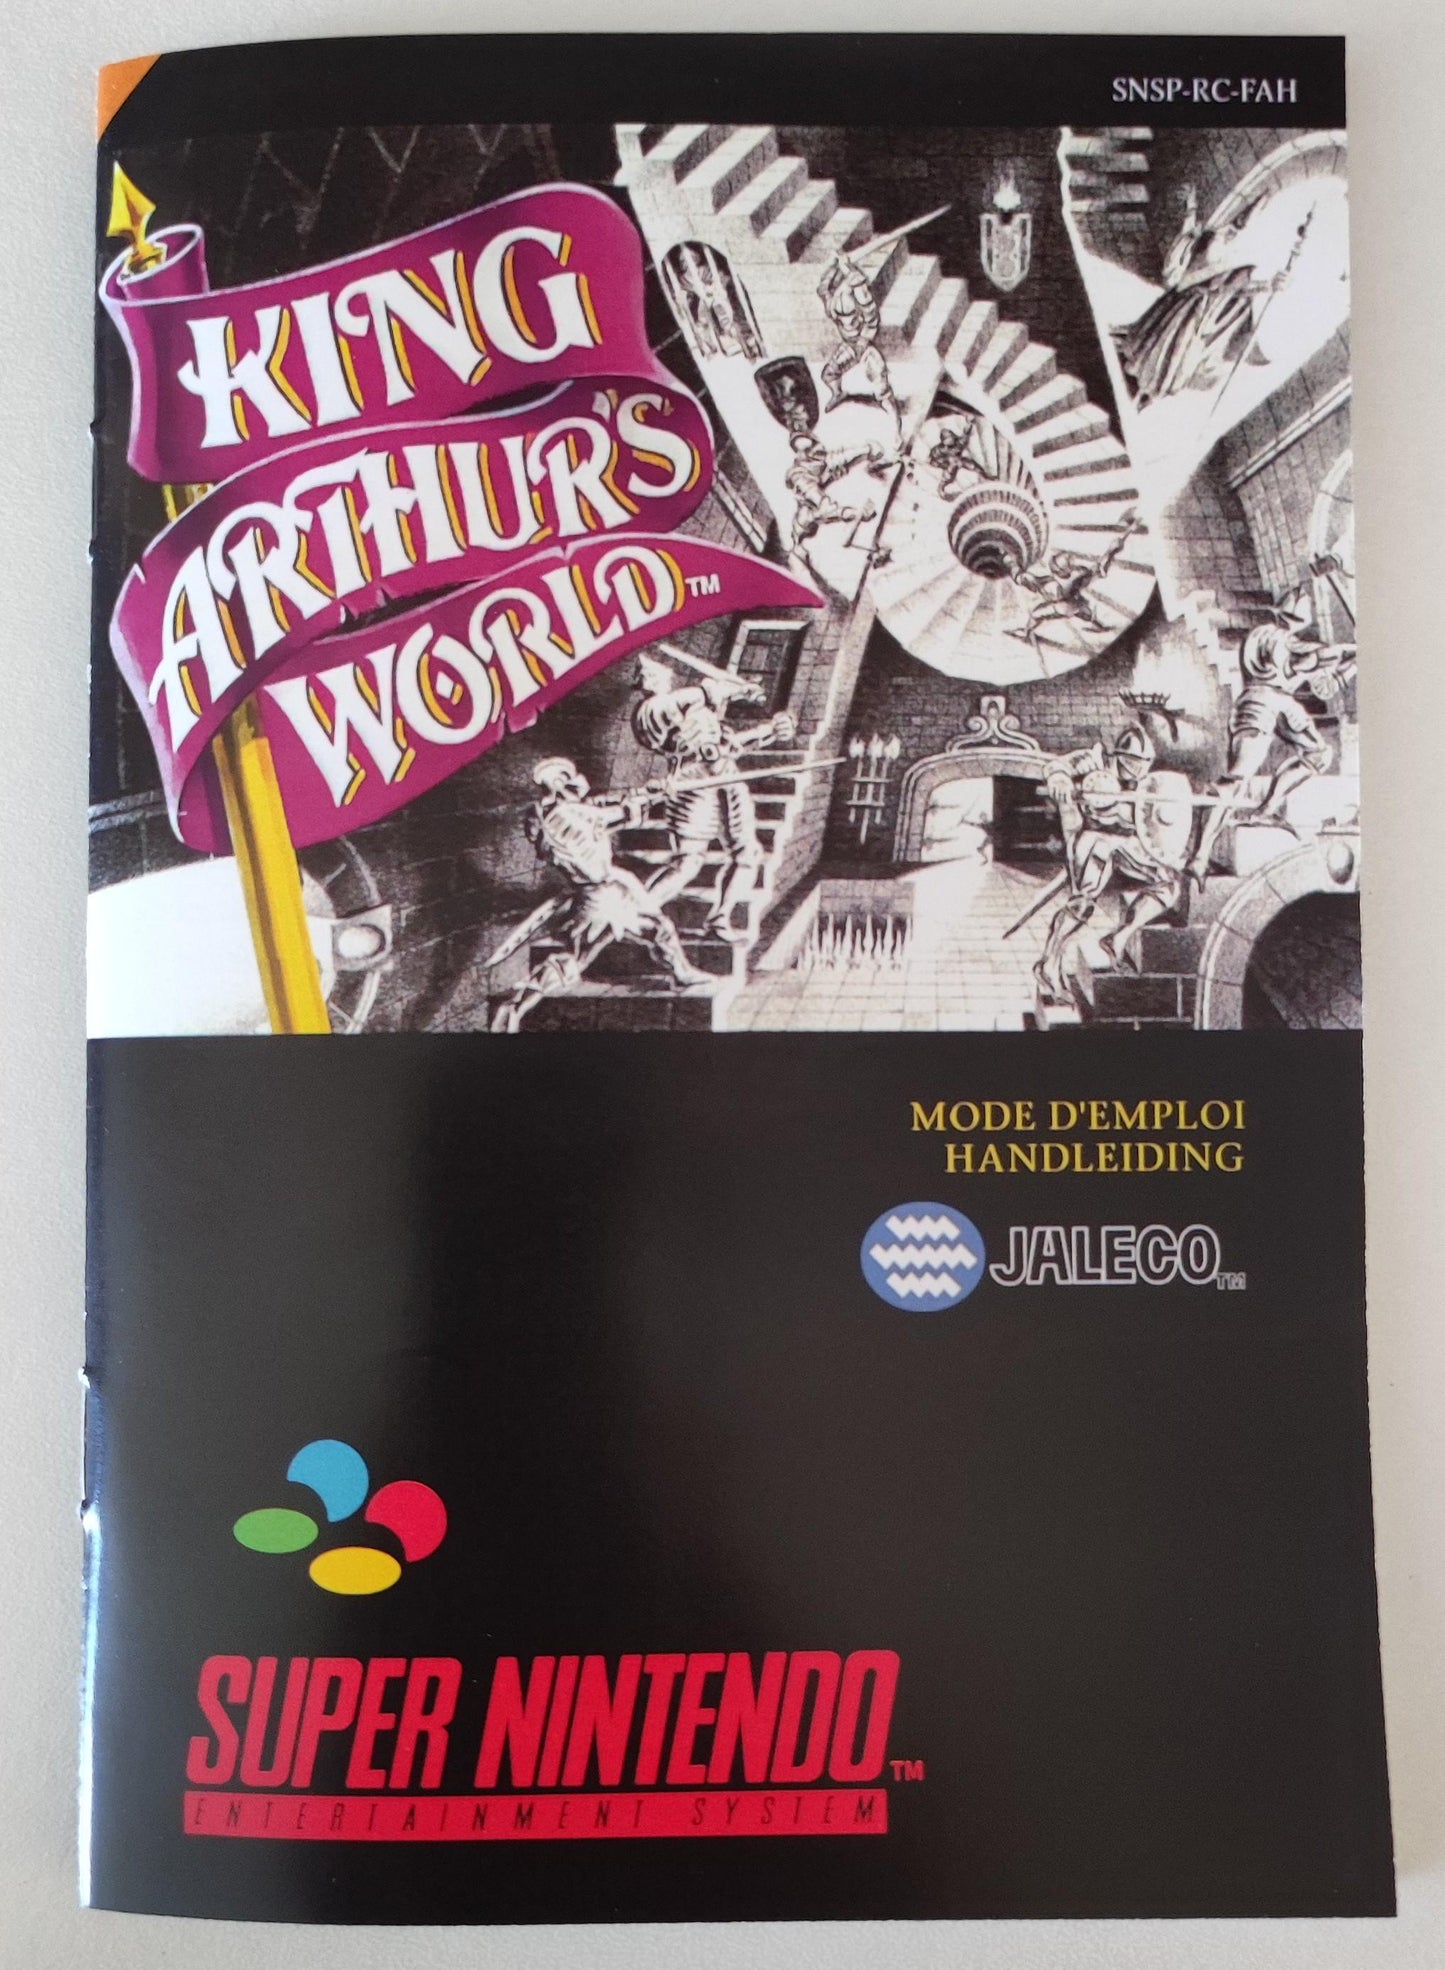 SNSP-RC-FAH
KING
ARTHUR'S
WORLD™
MODE D'EMPLOI
HANDLEIDING
JALECO™
SUPER NINTENDO™
ENTERTAINMENT SYSTEM